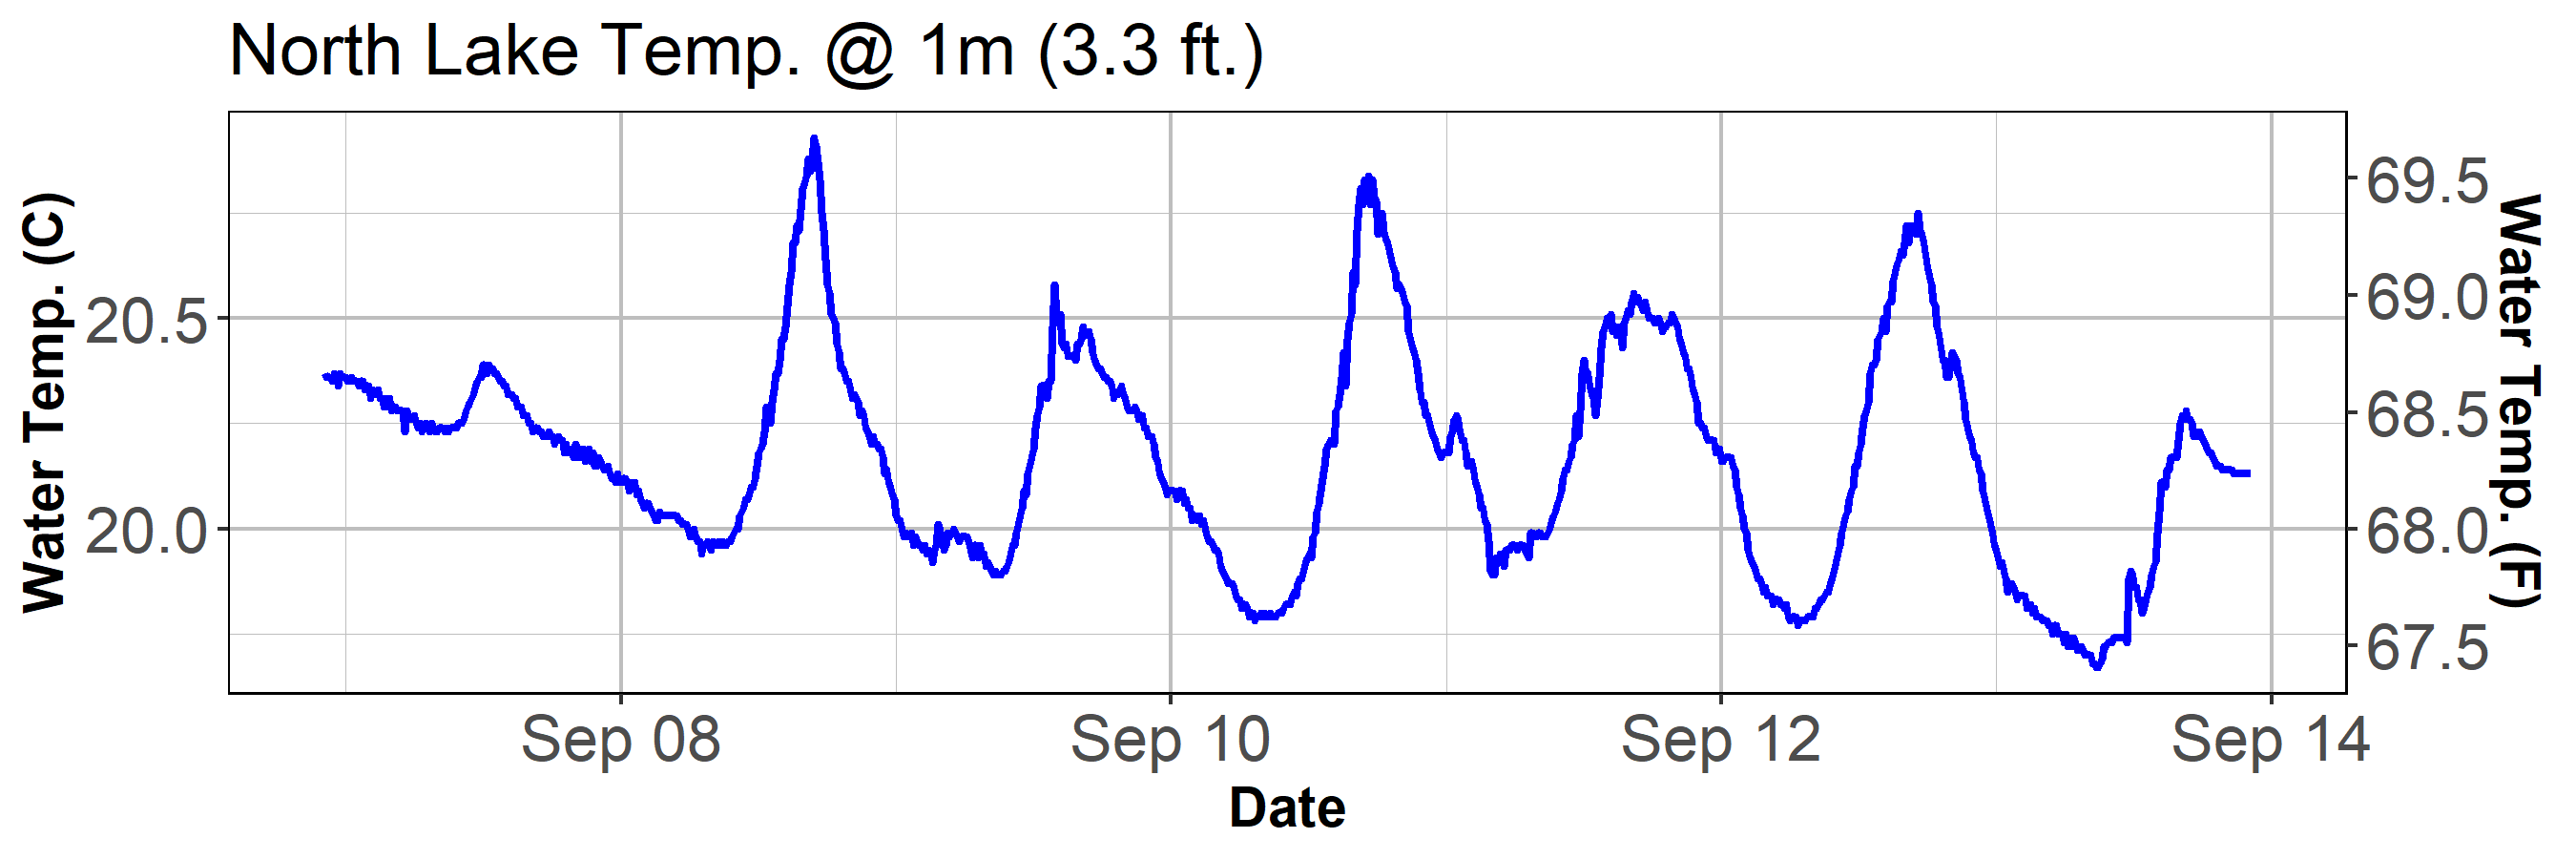 North Lake Temp. @ 1m (3.3 ft.)
Water Temp. (C)
20.5
20.0
69.5
69.0
68.5
68.0
67.5
Water Temp. (F)
Sep 08 Sep 10 Sep 12 Sep 14
Date